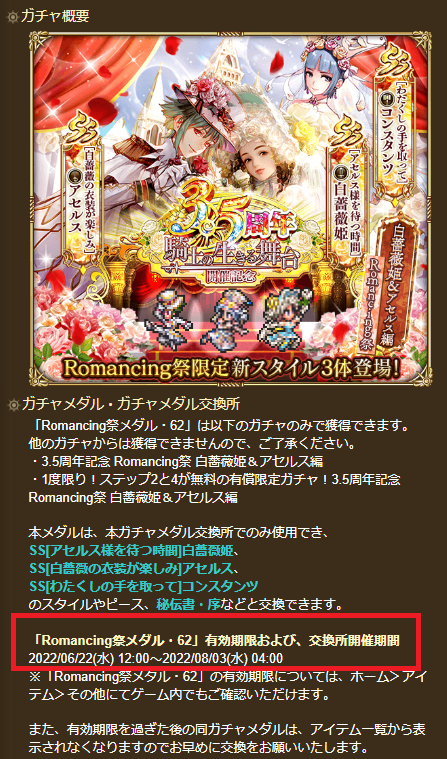 ガチャ概要
SS
[わたくしの手を取って]
コンスタンツ
SS
[白薔薇の衣装が楽しみ]
アセルス
SS
[アセルス様を待つ時間]
白薔薇姫
3.5周年
騎士の生きる舞台
開催記念
白薔薇姫&アセルス編
Romancing祭
Romancing祭限定 新スタイル3体登場!
ガチャメダル・ガチャメダル交換所
「Romancing祭メダル・62」は以下のガチャのみで獲得できます。
他のガチャからは獲得できませんので、ご了承ください。
・3.5周年記念 Romancing祭 白薔薇姫&アセルス編
・1度限り!ステップ2と4が無料の有償限定ガチャ!3.5周年記念
Romancing祭 白薔薇姫&アセルス編
本メダルは、本ガチャメダル交換所でのみ使用でき、
SS[アセルス様を待つ時間]白薔薇姫、
SS[白薔薇の衣装が楽しみ]アセルス、
SS[わたくしの手を取って]コンスタンツ
のスタイルやピース、秘伝書・序などと交換できます。
「Romancing祭メダル・62」有効期限および、交換所開催期間
2022/06/22(水) 12:00～2022/08/03(水) 04:00
※「Romancing祭メダル・62」の有効期限については、ホーム>アイ
テム>その他にてゲーム内でもご確認いただけます。
また、有効期限を過ぎた後の同ガチャメダルは、アイテム一覧から表
示されなくなりますのでお早めに交換をお願いいたします。